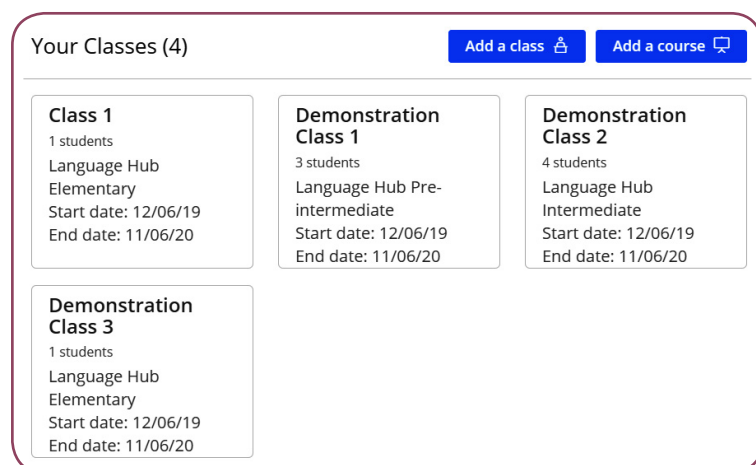 Your Classes (4)
Add a class
Add a course
Class 1
1 students
Language Hub
Elementary
Start date: 12/06/19
End date: 11/06/20
Demonstration
Class 1
3 students
Language Hub Pre-
intermediate
Start date: 12/06/19
End date: 11/06/20
Demonstration
Class 2
4 students
Language Hub
Intermediate
Start date: 12/06/19
End date: 11/06/20
Demonstration
Class 3
1 students
Language Hub
Elementary
Start date: 12/06/19
End date: 11/06/20